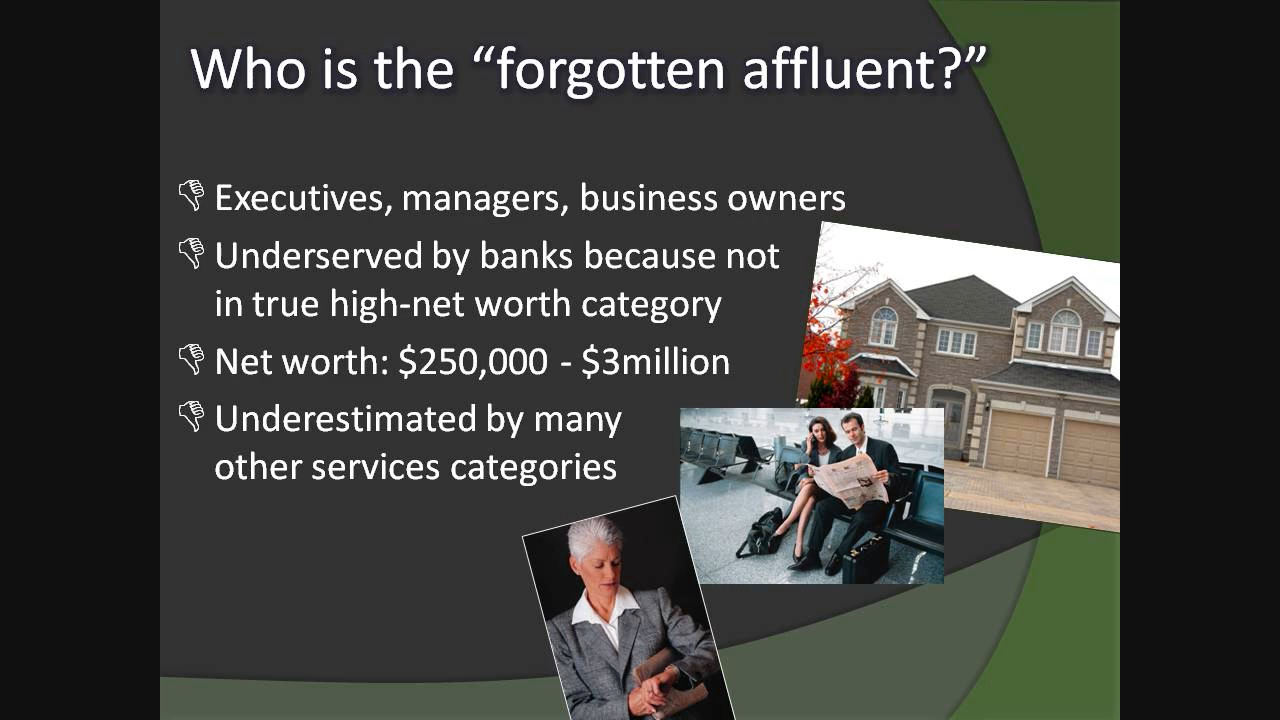 Who is the “forgotten affluent?”
Executives, managers, business owners
Underserved by banks because not
in true high-net worth category
Net worth: $250,000 - $3million
Underestimated by many
other services categories